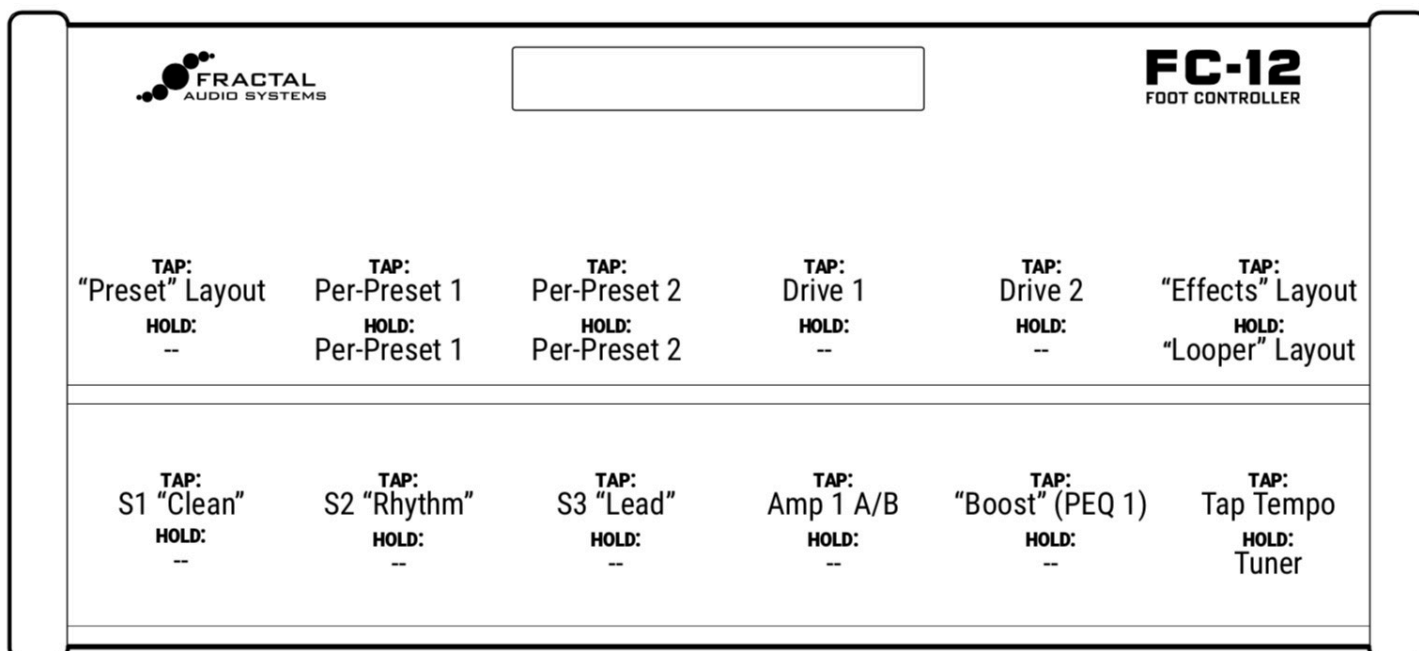 FRACTAL
AUDIO SYSTEMS
FC-12
FOOT CONTROLLER
TAP:
“Preset” Layout
HOLD:
--
TAP:
Per-Preset 1
HOLD:
Per-Preset 1
TAP:
Per-Preset 2
HOLD:
Per-Preset 2
TAP:
Drive 1
HOLD:
--
TAP:
Drive 2
HOLD:
--
TAP:
“Effects” Layout
HOLD:
“Looper” Layout
TAP:
S1 “Clean”
HOLD:
--
TAP:
S2 “Rhythm”
HOLD:
--
TAP:
S3 “Lead”
HOLD:
--
TAP:
Amp 1 A/B
HOLD:
--
TAP:
“Boost” (PEQ 1)
HOLD:
--
TAP:
Tap Tempo
HOLD:
Tuner